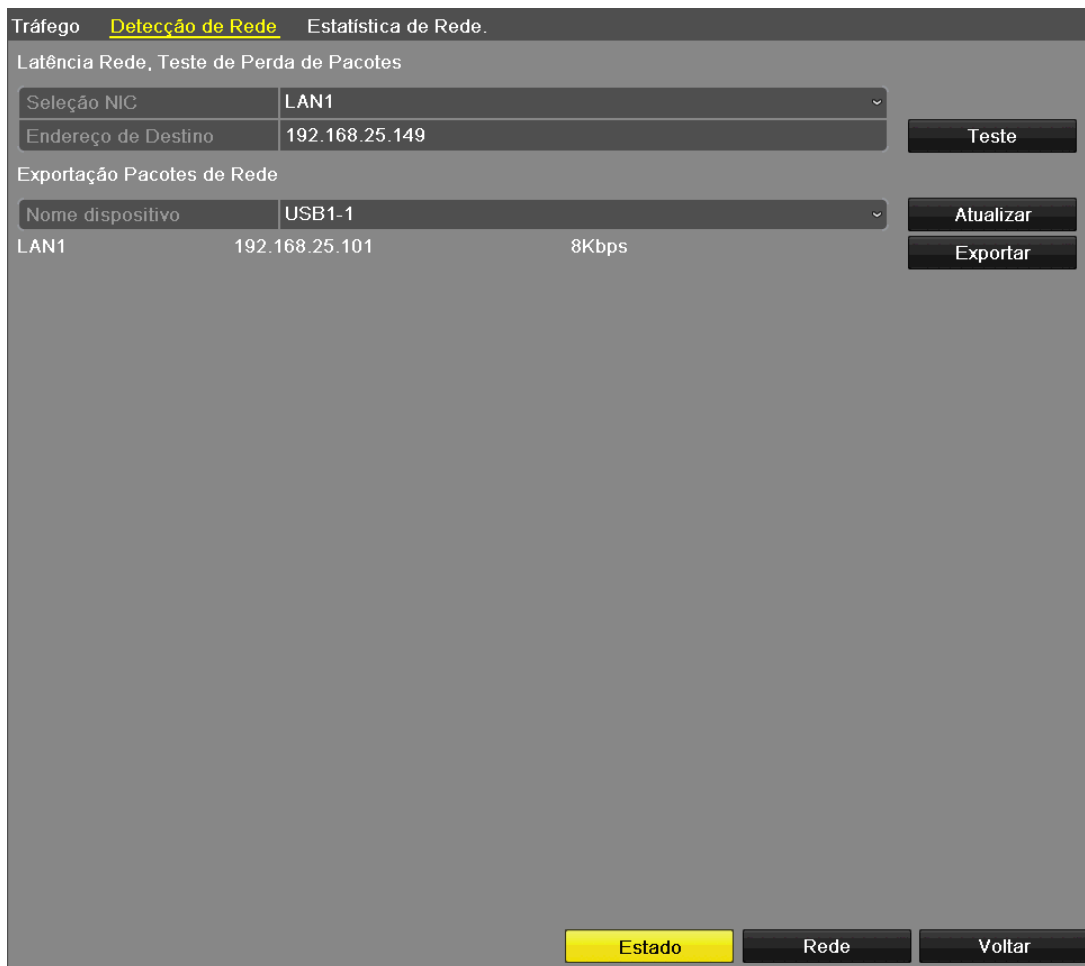 Tráfego Detecção de Rede Estatística de Rede.
Latência Rede, Teste de Perda de Pacotes
Seleção NIC LAN1
Endereço de Destino 192.168.25.149 Teste
Exportação Pacotes de Rede
Nome dispositivo USB1-1 Atualizar
LAN1 192.168.25.101 8Kbps Exportar
Estado Rede Voltar